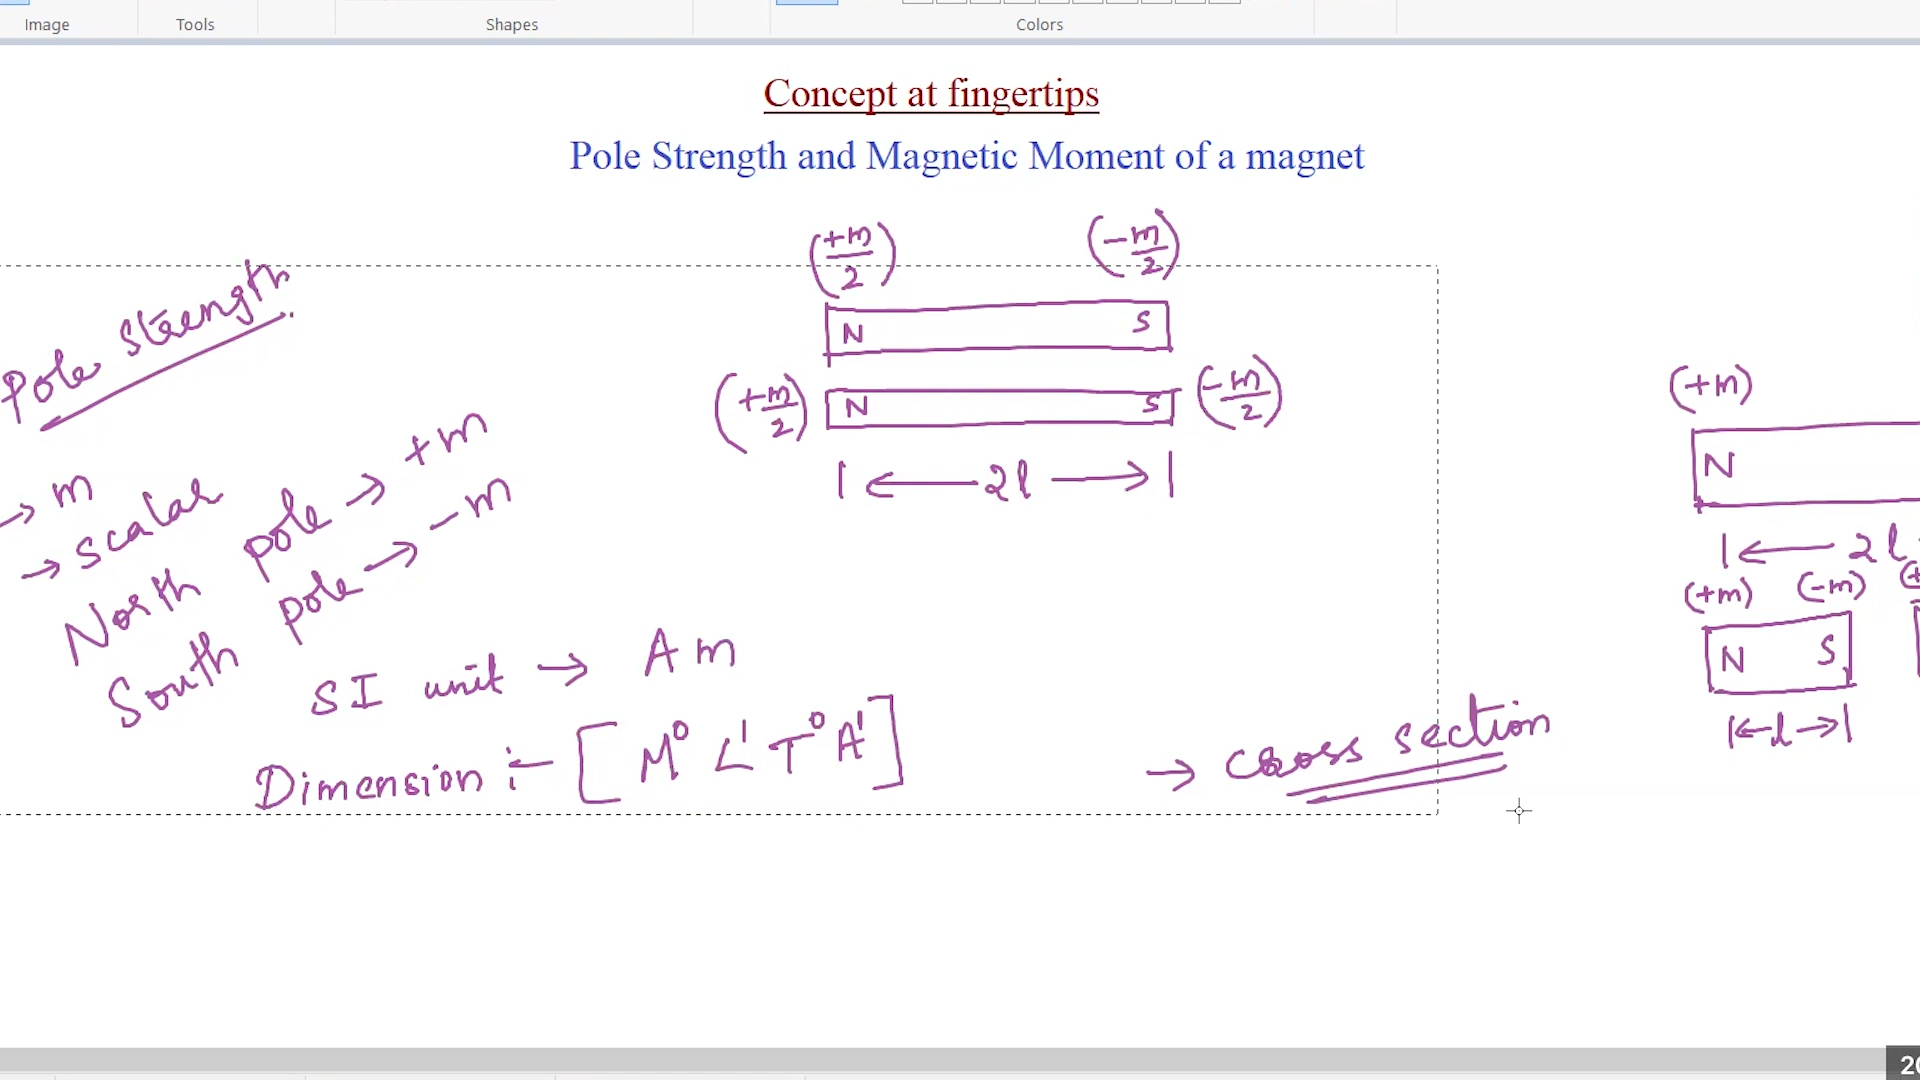 Image Tools Shapes Colors
Concept at fingertips
Pole Strength and Magnetic Moment of a magnet
Pole Strength
→ m
→ scalar
North pole → +m
South pole → -m
SI unit → A m
Dimension :- [M⁰ L¹ T⁰ A¹]
(+m/2) (-m/2)
N S
(+m/2) N S (-m/2)
|← 2l →|
→ cross section
(+m)
N
|← 2l
(+m) (-m)
N S
|← l →|